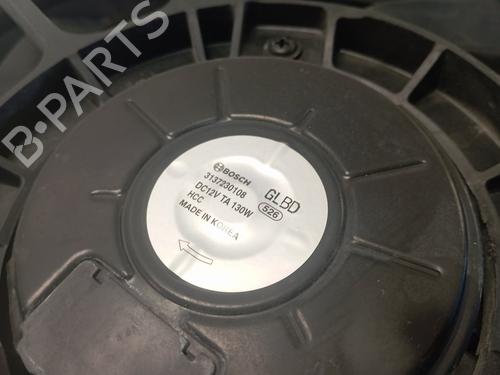 B-PARTS
BOSCH
3137230108
DC12V TA 130W
HCC
MADE IN KOREA
GLBD
526